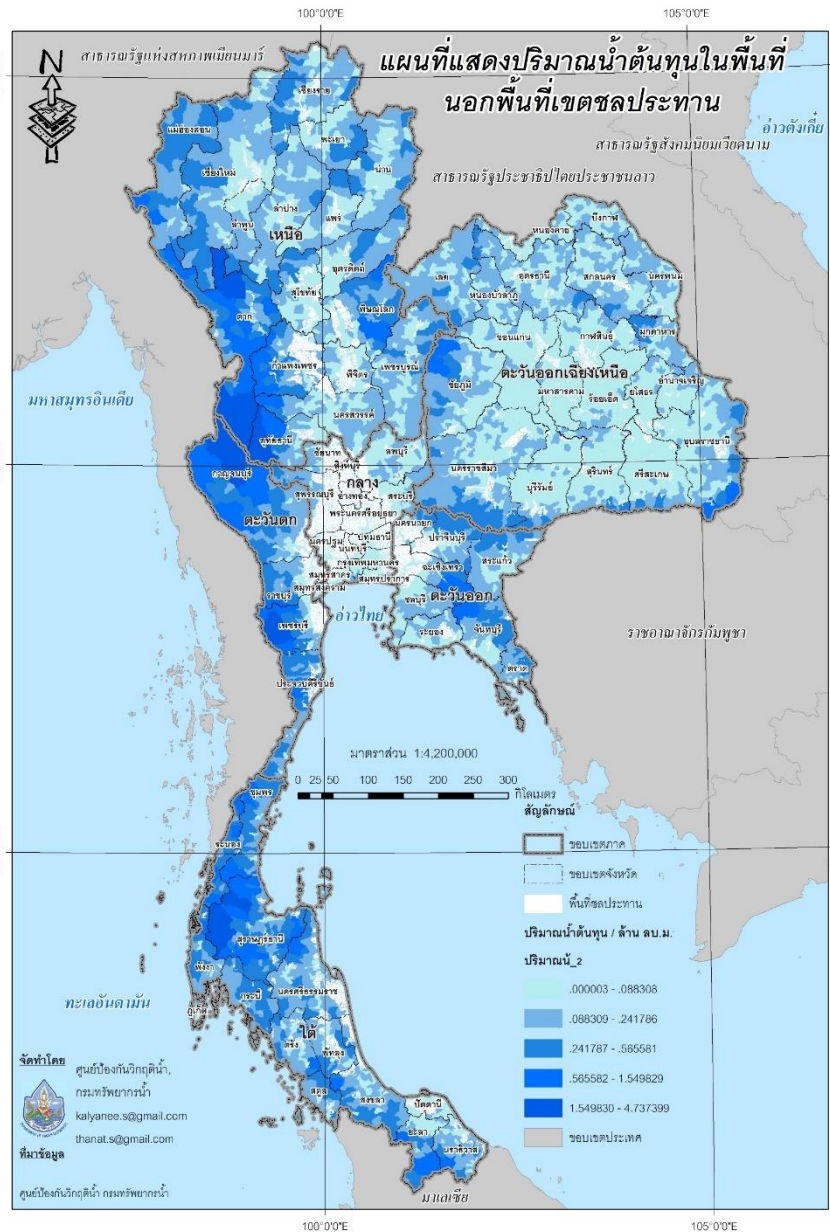 100°0'0"E
105°0'0"E
แผนที่แสดงปริมาณน้ำต้นทุนในพื้นที่
นอกพื้นที่เขตชลประทาน
N
สาธารณรัฐแห่งสหภาพเมียนมาร์
อ่าวตังเกี๋ย
สาธารณรัฐสังคมนิยมเวียดนาม
สาธารณรัฐประชาธิปไตยประชาชนลาว
เชียงราย
แม่ฮ่องสอน
พะเยา
เชียงใหม่
น่าน
ลำปาง
ลำพูน
แพร่
เหนือ
อุตรดิตถ์
สุโขทัย
ตาก
พิษณุโลก
กำแพงเพชร
พิจิตร
เพชรบูรณ์
นครสวรรค์
อุทัยธานี
บึงกาฬ
หนองคาย
เลย
อุดรธานี
สกลนคร
นครพนม
หนองบัวลำภู
มุกดาหาร
ขอนแก่น
กาฬสินธุ์
ตะวันออกเฉียงเหนือ
ชัยภูมิ
มหาสารคาม
ร้อยเอ็ด
ยโสธร
อำนาจเจริญ
อุบลราชธานี
นครราชสีมา
บุรีรัมย์
สุรินทร์
ศรีสะเกษ
มหาสมุทรอินเดีย
ชัยนาท
ลพบุรี
สิงห์บุรี
กาญจนบุรี
กลาง
สุพรรณบุรี
อ่างทอง
สระบุรี
พระนครศรีอยุธยา
ตะวันตก
นครนายก
ปราจีนบุรี
นครปฐม
ปทุมธานี
นนทบุรี
สระแก้ว
กรุงเทพมหานคร
ฉะเชิงเทรา
สมุทรสาคร
สมุทรปราการ
สมุทรสงคราม
ราชบุรี
ตะวันออก
ชลบุรี
อ่าวไทย
เพชรบุรี
ระยอง
จันทบุรี
ตราด
ราชอาณาจักรกัมพูชา
ประจวบคีรีขันธ์
มาตราส่วน 1:4,200,000
0 25 50 100 150 200 250 300
กิโลเมตร
ชุมพร
ระนอง
สุราษฎร์ธานี
พังงา
กระบี่
นครศรีธรรมราช
ภูเก็ต
ใต้
ตรัง
พัทลุง
สตูล
สงขลา
ปัตตานี
ยะลา
นราธิวาส
มาเลเซีย
ทะเลอันดามัน
สัญลักษณ์
ขอบเขตภาค
ขอบเขตจังหวัด
พื้นที่ชลประทาน
ปริมาณน้ำต้นทุน / ล้าน ลบ.ม.
ปริมาณน้_2
.000003 - .088308
.088309 - .241786
.241787 - .565581
.565582 - 1.549829
1.549830 - 4.737399
ขอบเขตประเทศ
จัดทำโดย
ศูนย์ป้องกันวิกฤติน้ำ,
กรมทรัพยากรน้ำ
kalyanee.s@gmail.com
thanat.s@gmail.com
ที่มาข้อมูล
ศูนย์ป้องกันวิกฤติน้ำ กรมทรัพยากรน้ำ
100°0'0"E
105°0'0"E